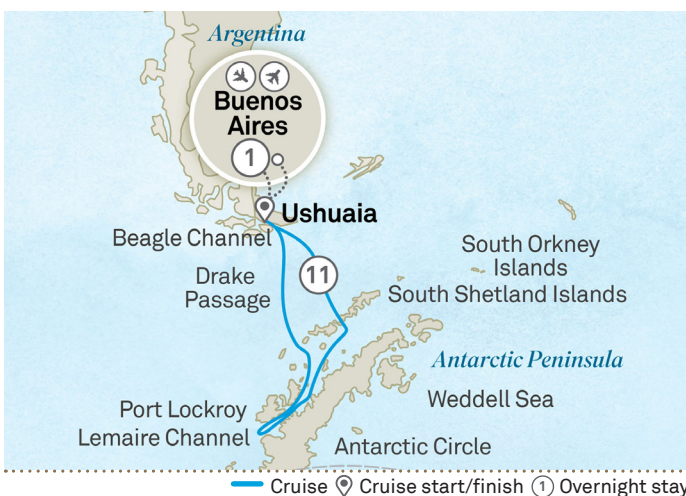 Argentina
Buenos
Aires
1
Ushuaia
Beagle Channel
South Orkney
Islands
Drake
Passage
11
South Shetland Islands
Antarctic Peninsula
Weddell Sea
Port Lockroy
Lemaire Channel
Antarctic Circle
Cruise Cruise start/finish 1 Overnight stay